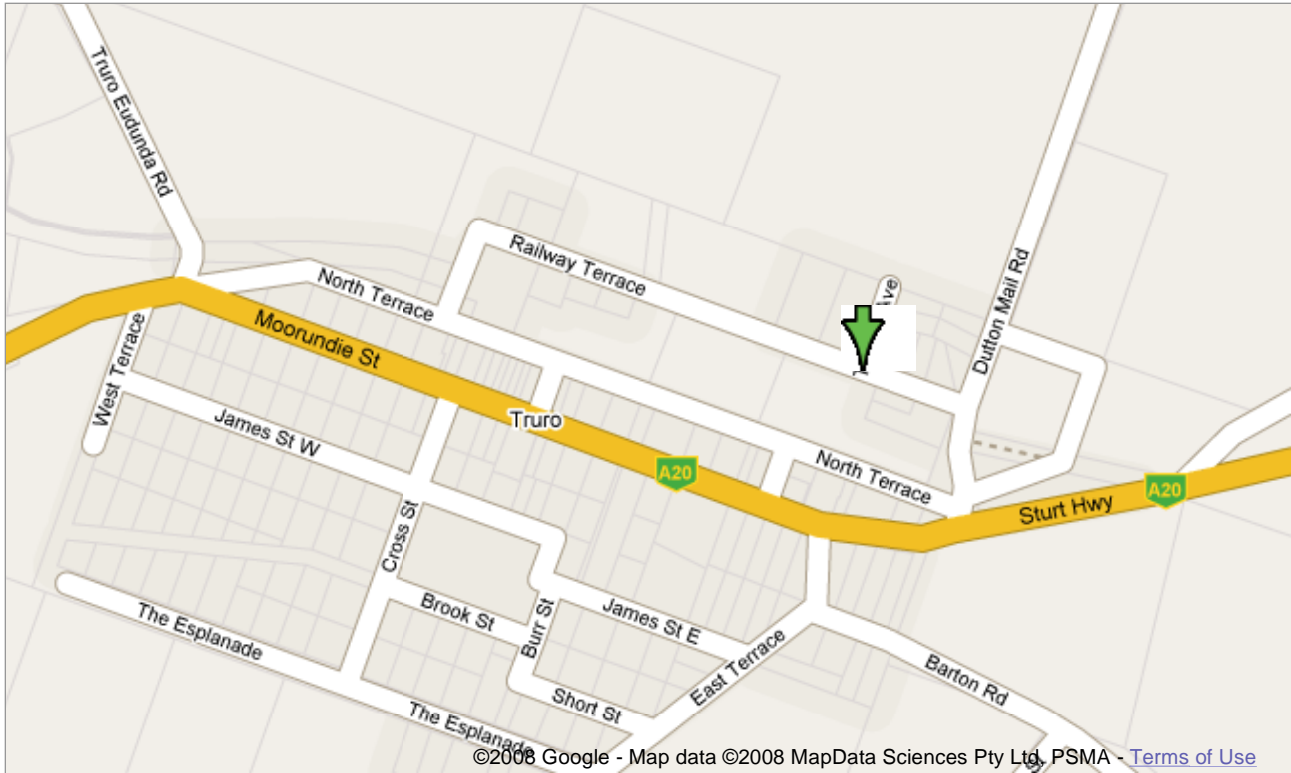 Truro Eudunda Rd
Railway Terrace
Dutton Mail Rd
North Terrace
Ave
Moorundie St
West Terrace
James St W
Truro
A20
North Terrace
A20
Sturt Hwy
Cross St
Brook St
Burr St
James St E
East Terrace
Barton Rd
The Esplanade
Short St
The Esplanade
©2008 Google - Map data ©2008 MapData Sciences Pty Ltd, PSMA - Terms of Use